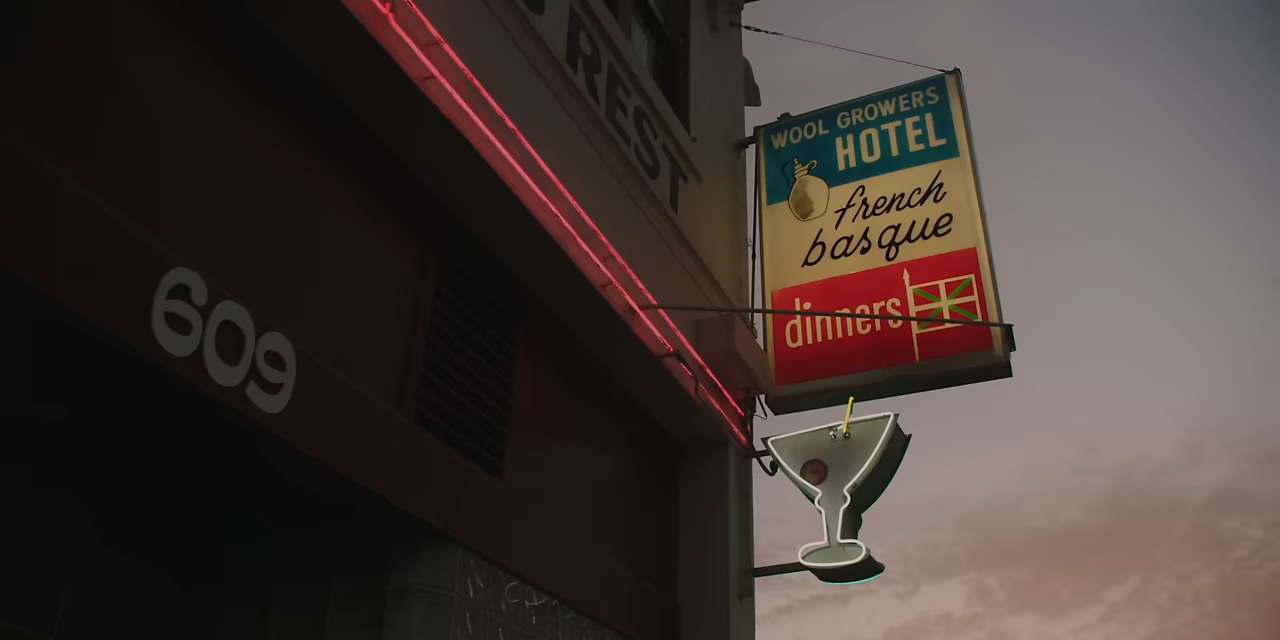 REST
WOOL GROWERS
HOTEL
french
basque
dinners
609